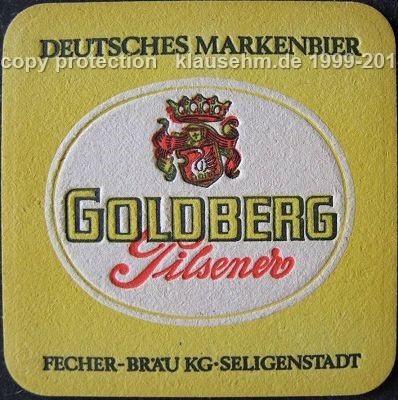 DEUTSCHES MARKENBIER
copy protection klausehm.de 1999-201
GOLDBERG
Pilsener
FECHER-BRÄU KG·SELIGENSTADT